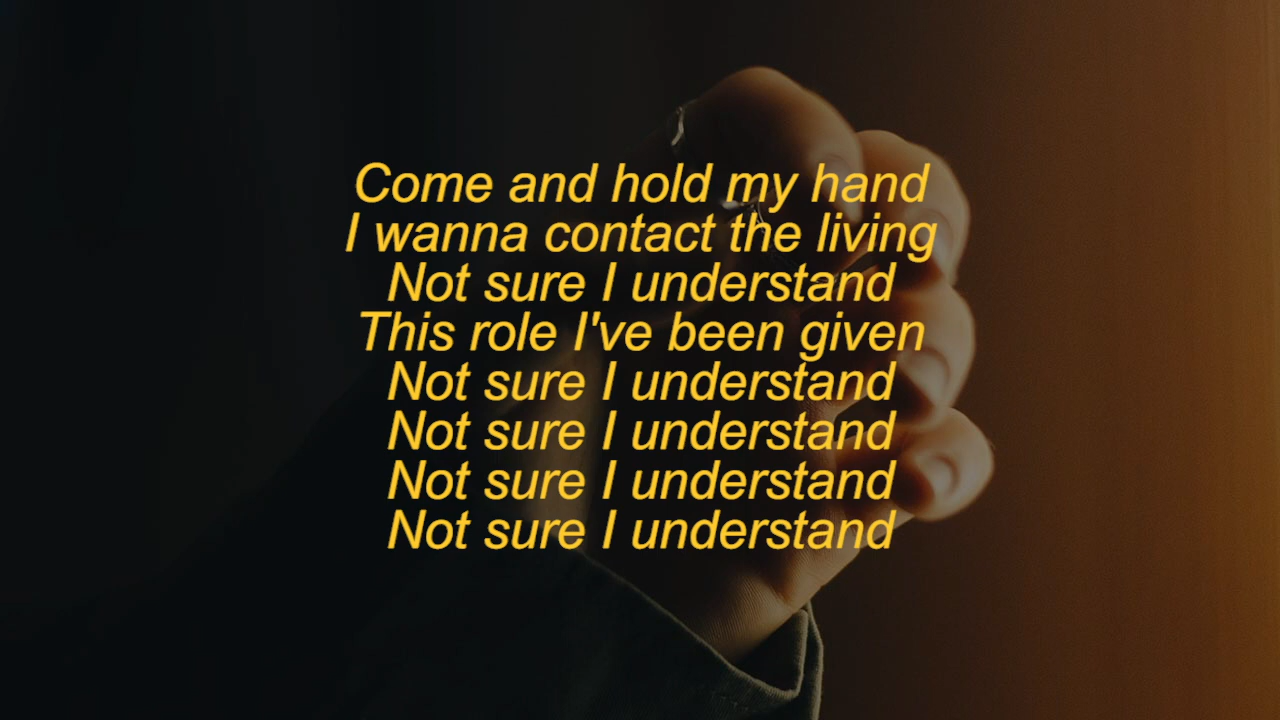 Come and hold my hand
I wanna contact the living
Not sure I understand
This role I've been given
Not sure I understand
Not sure I understand
Not sure I understand
Not sure I understand